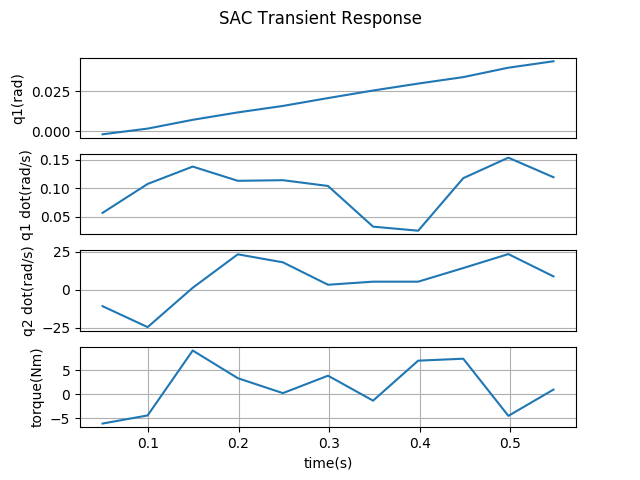 SAC Transient Response
q1(rad)
0.025
0.000
q1 dot(rad/s)
0.15
0.10
0.05
q2 dot(rad/s)
25
0
−25
torque(Nm)
5
0
−5
0.1 0.2 0.3 0.4 0.5
time(s)